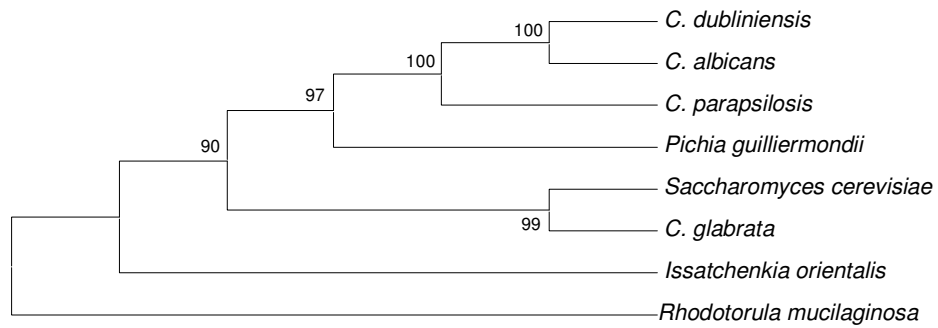 C. dubliniensis
100
C. albicans
100
C. parapsilosis
97
Pichia guilliermondii
90
Saccharomyces cerevisiae
99
C. glabrata
Issatchenkia orientalis
Rhodotorula mucilaginosa